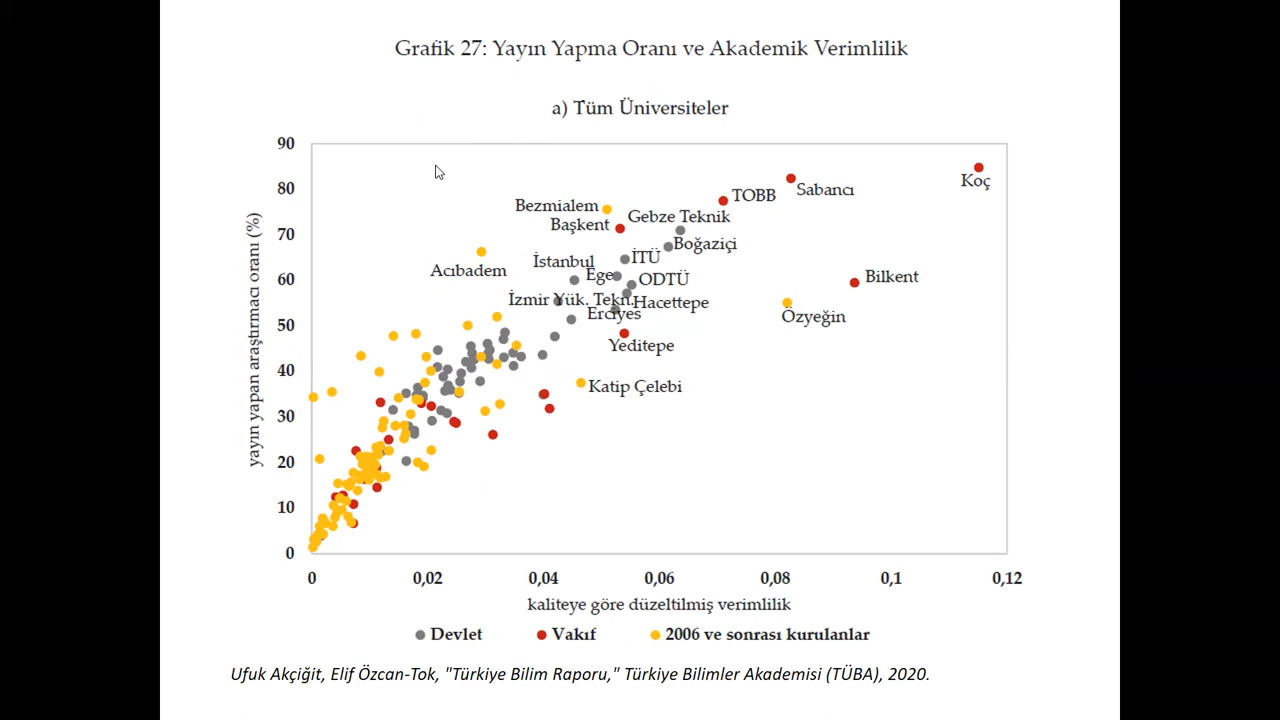 Grafik 27: Yayın Yapma Oranı ve Akademik Verimlilik
a) Tüm Üniversiteler
yayın yapan araştırmacı oranı (%)
90
80
70
60
50
40
30
20
10
0
Koç
Sabancı
TOBB
Bezmialem
Başkent
Gebze Teknik
Boğaziçi
Acıbadem
İstanbul
İTÜ
Ege
ODTÜ
Bilkent
İzmir Yük. Tekn.
Hacettepe
Erciyes
Özyeğin
Yeditepe
Katip Çelebi
0
0,02
0,04
0,06
0,08
0,1
0,12
kaliteye göre düzeltilmiş verimlilik
Devlet
Vakıf
2006 ve sonrası kurulanlar
Ufuk Akçiğit, Elif Özcan-Tok, "Türkiye Bilim Raporu," Türkiye Bilimler Akademisi (TÜBA), 2020.